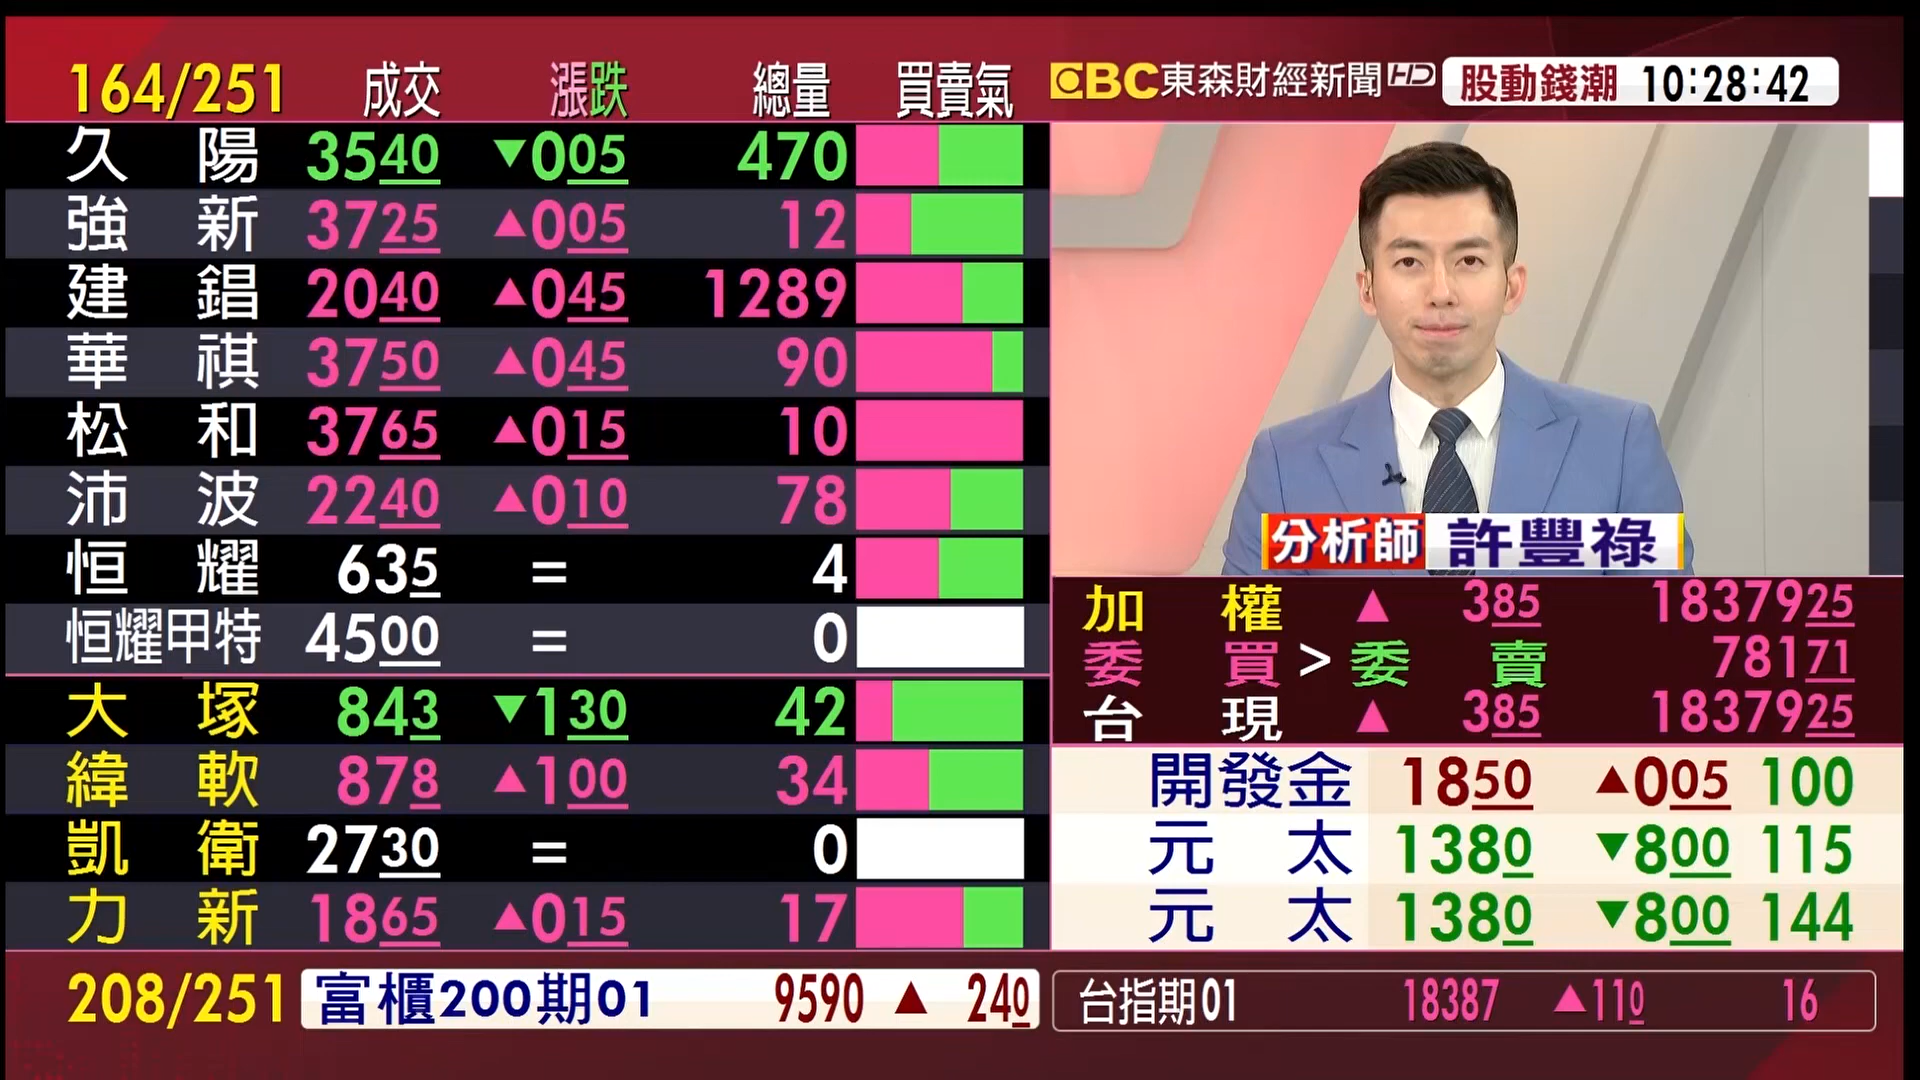 164/251 成交 漲跌 總量 買賣氣
久陽 3540 ▼005 470
強新 3725 ▲005 12
建錩 2040 ▲045 1289
華祺 3750 ▲045 90
松和 3765 ▲015 10
沛波 2240 ▲010 78
恒耀 635 = 4
恒耀甲特 4500 = 0
大塚 843 ▼130 42
緯軟 878 ▲100 34
凱衛 2730 = 0
力新 1865 ▲015 17
208/251 富櫃200期01 9590 ▲ 240
EBC東森財經新聞HD 股動錢潮 10:28:42
分析師 許豐祿
加權 ▲ 385 1837925
委買>委賣 78171
台現 ▲ 385 1837925
開發金 1850 ▲005 100
元太 1380 ▼800 115
元太 1380 ▼800 144
台指期01 18387 ▲110 16